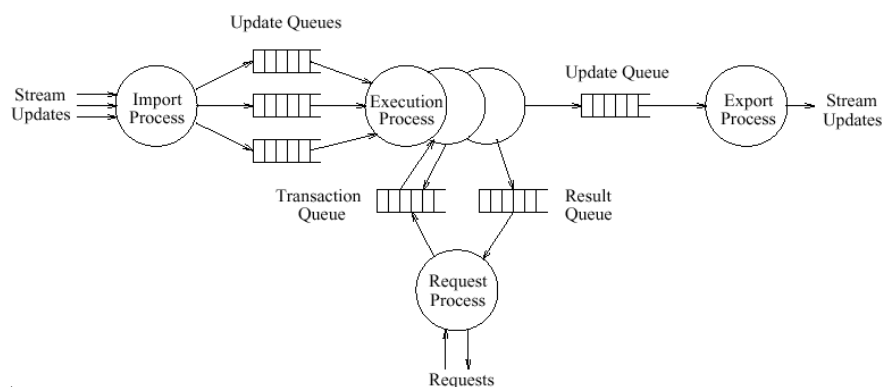 Update Queues
Stream
Updates
Import
Process
Execution
Process
Update Queue
Export
Process
Stream
Updates
Transaction
Queue
Result
Queue
Request
Process
Requests